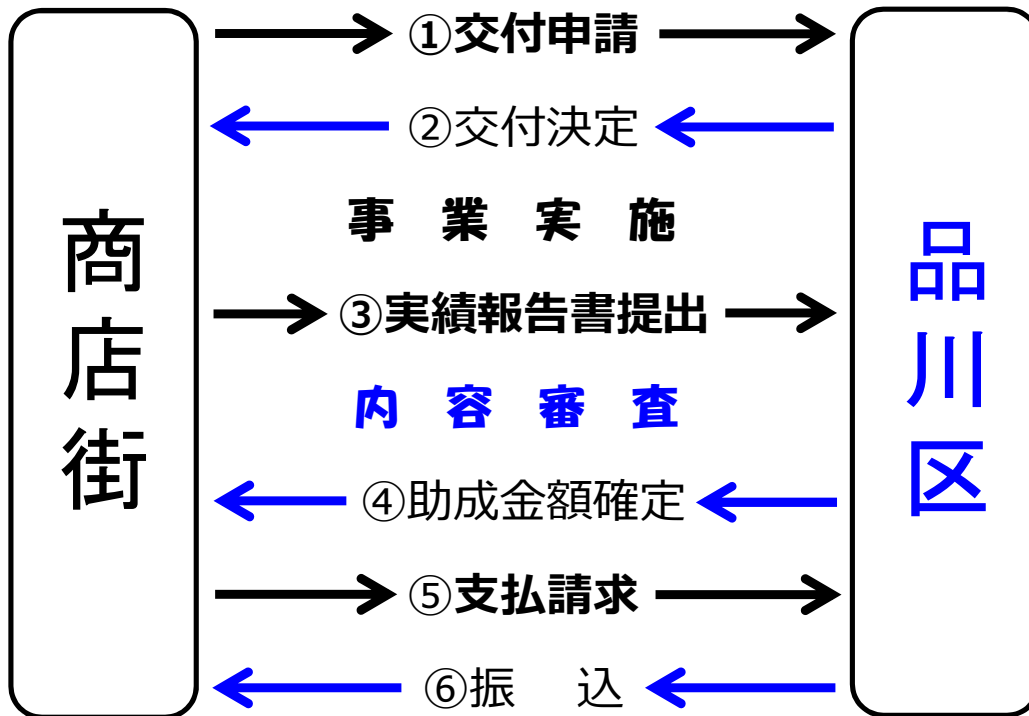 商店街
①交付申請
②交付決定
事業実施
③実績報告書提出
内容審査
④助成金額確定
⑤支払請求
⑥振　込
品川区